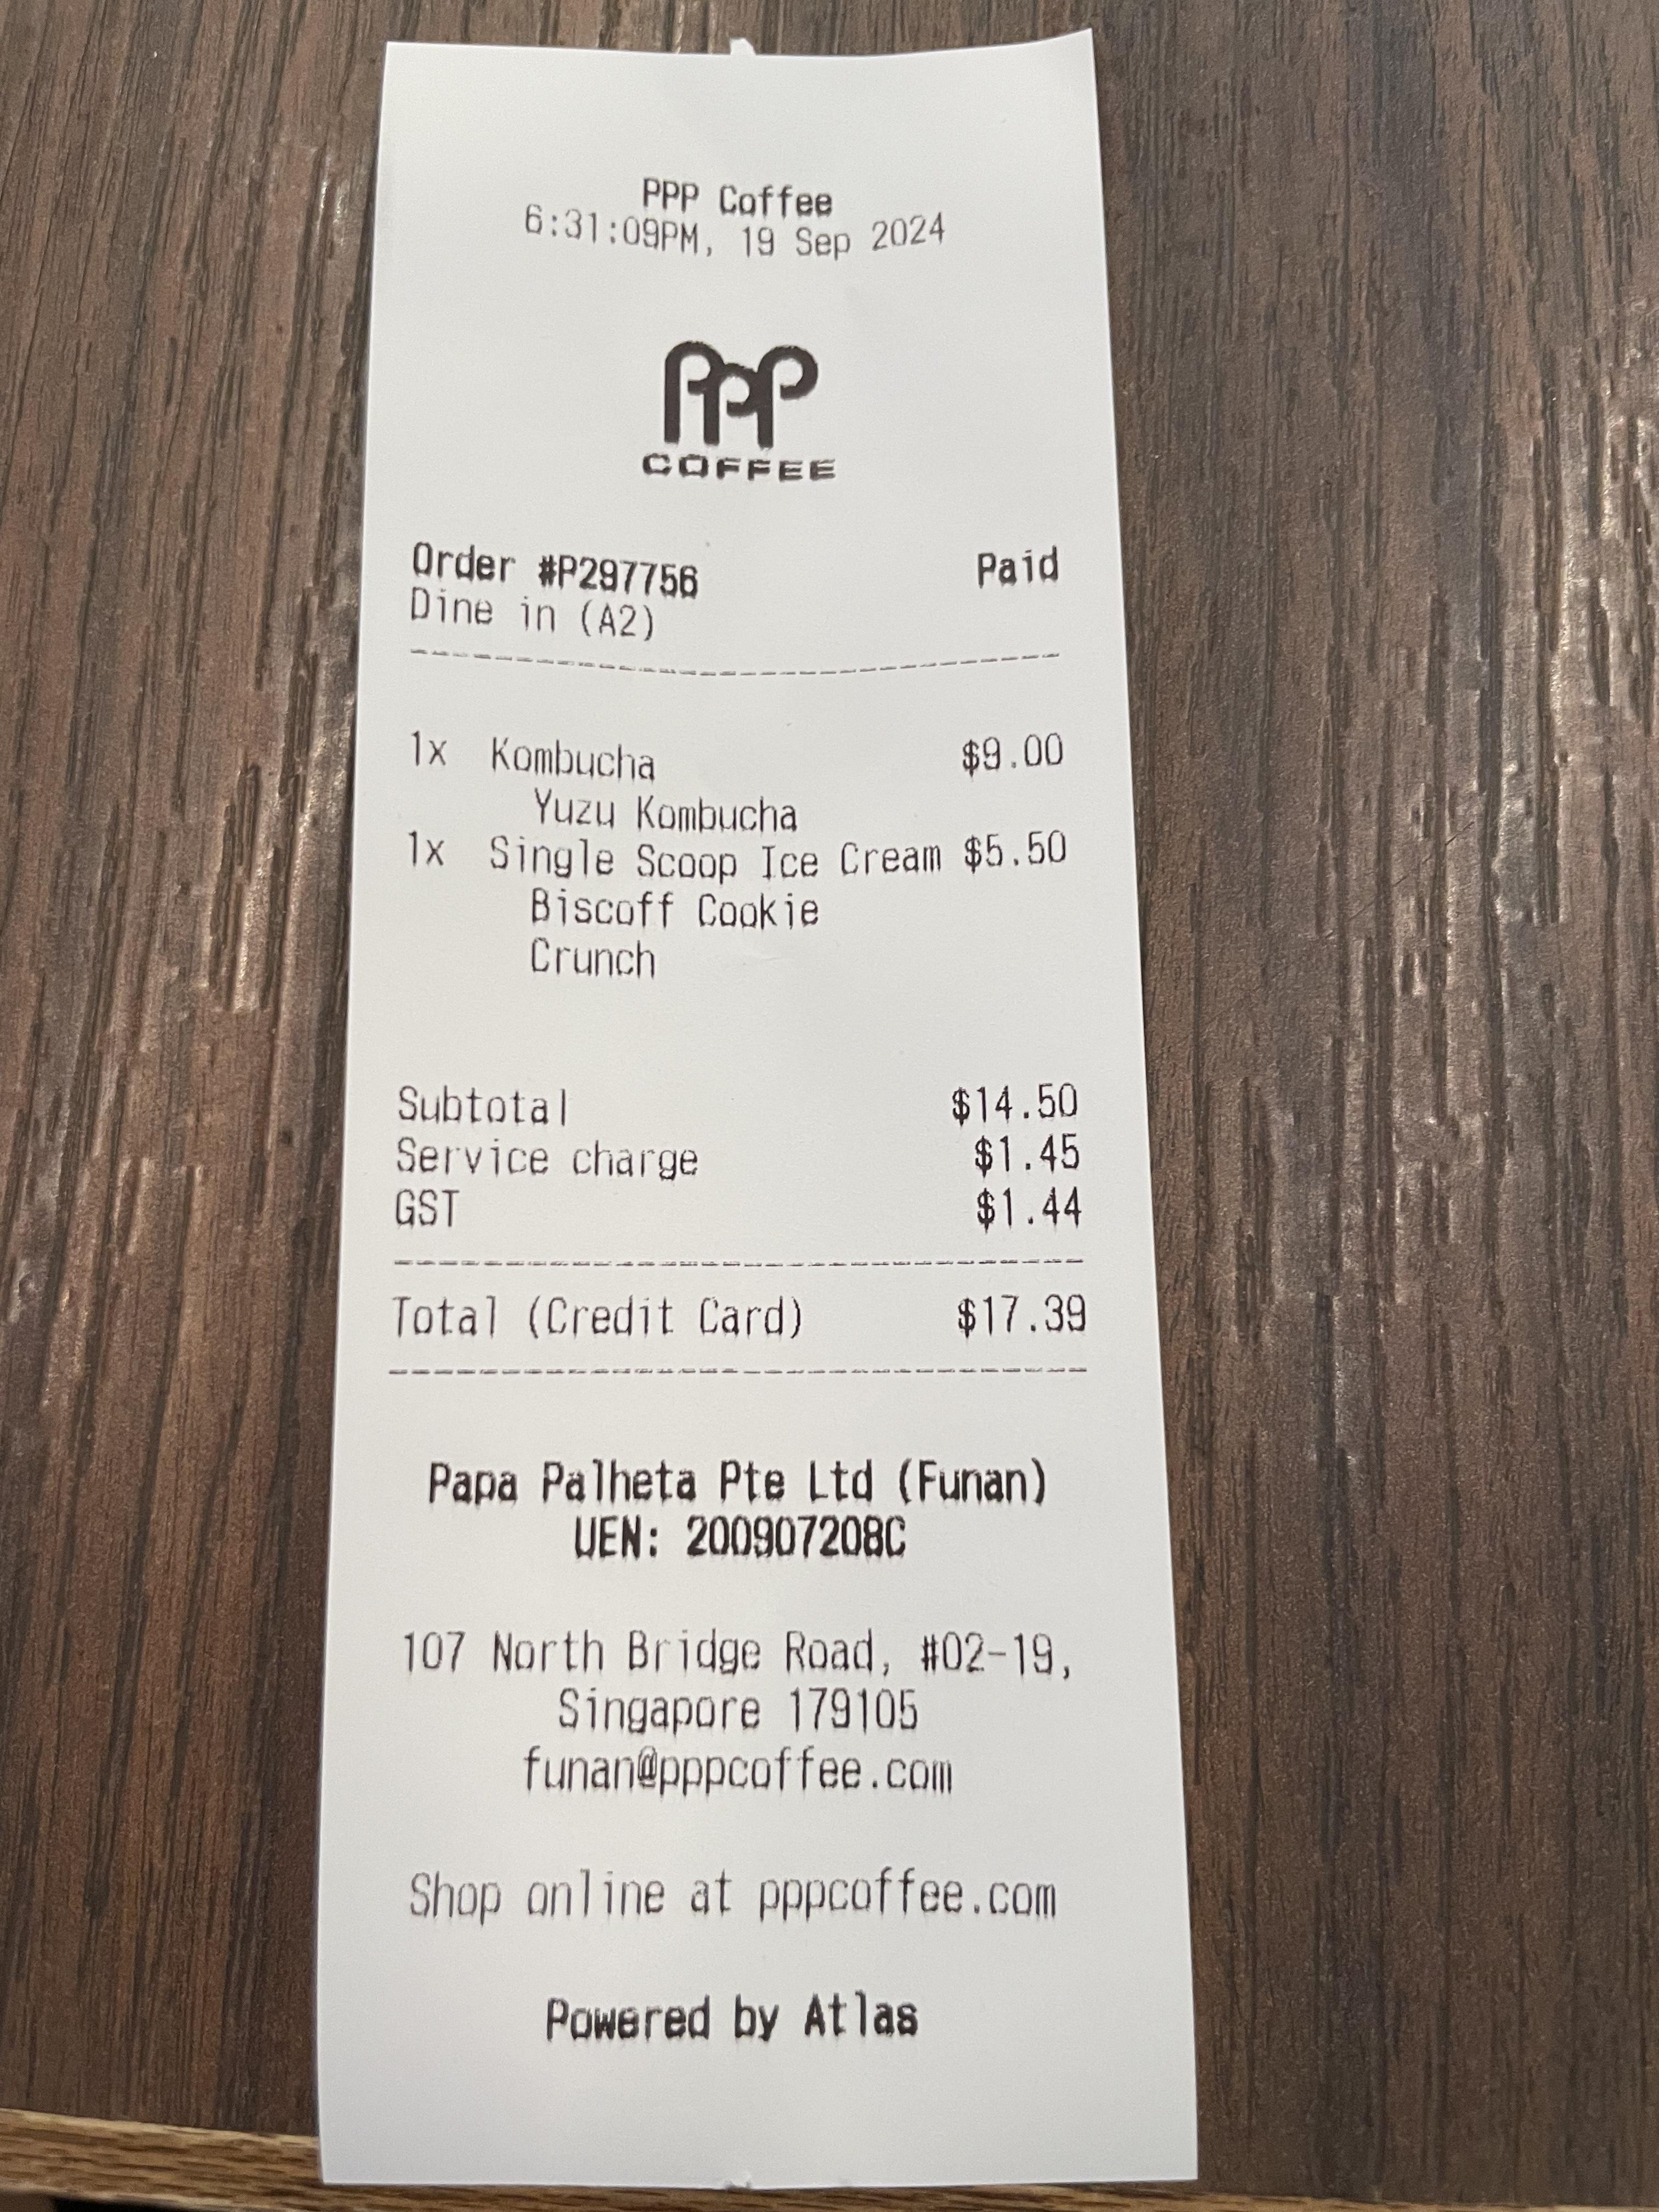 PPP Coffee
6:31:09PM, 19 Sep 2024
PPP
COFFEE
Order #P297756 Paid
Dine in (A2)
1x Kombucha $9.00
Yuzu Kombucha
1x Single Scoop Ice Cream $5.50
Biscoff Cookie
Crunch
Subtotal $14.50
Service charge $1.45
GST $1.44
Total (Credit Card) $17.39
Papa Palheta Pte Ltd (Funan)
UEN: 200907208C
107 North Bridge Road, #02-19,
Singapore 179105
funan@pppcoffee.com
Shop online at pppcoffee.com
Powered by Atlas